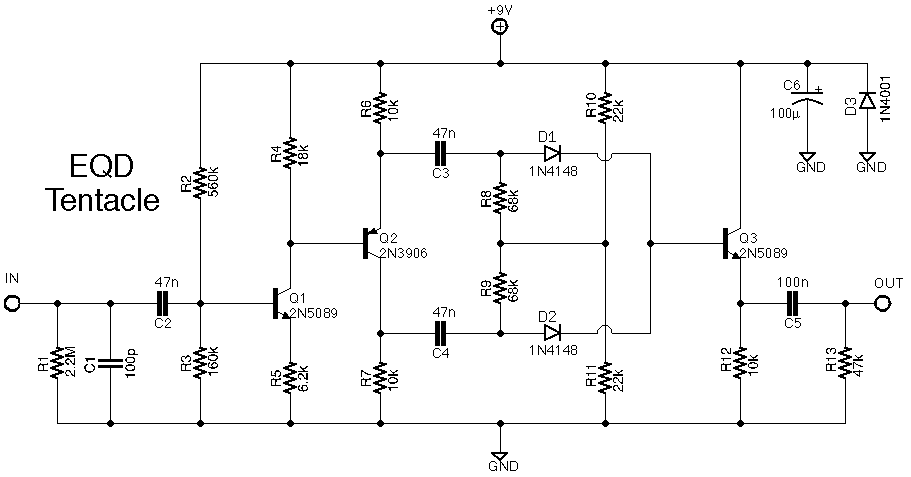 +9V
EQD
Tentacle
R2
560k
R4
18k
R6
10k
47n
C3
D1
1N4148
R8
68k
R10
22k
C6
+
100µ
GND
D3
1N4001
GND
Q2
2N3906
Q3
2N5089
IN
47n
C2
Q1
2N5089
R9
68k
47n
C4
D2
1N4148
100n
C5
OUT
R1
2.2M
C1
100p
R3
160k
R5
6.2k
R7
10k
R11
22k
R12
10k
R13
47k
GND